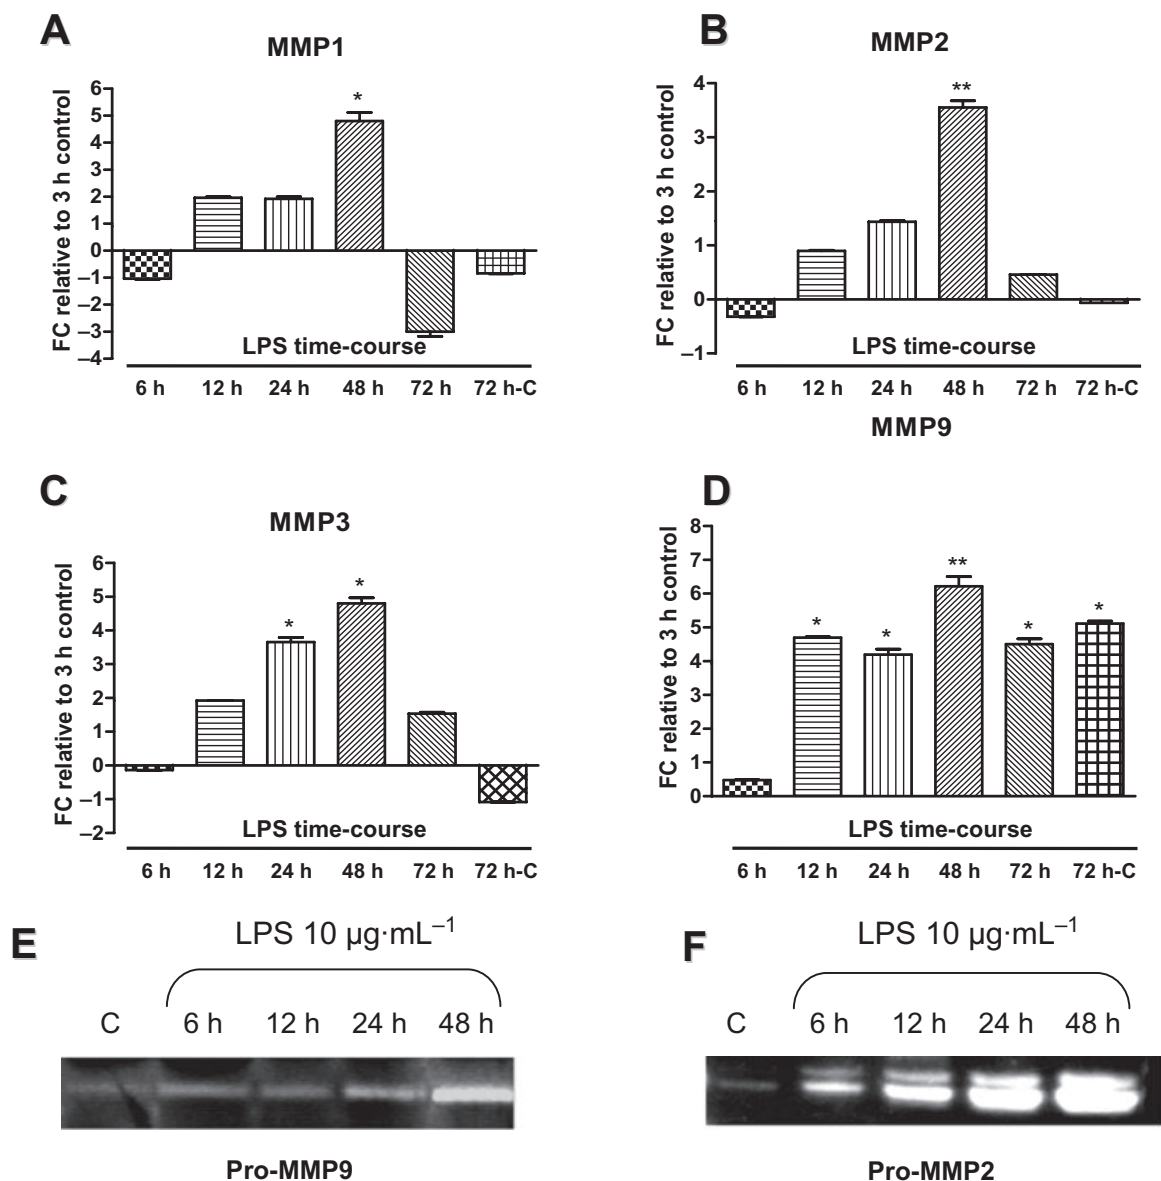 A
MMP1
FC relative to 3 h control
6
5
4
3
2
1
0
–1
–2
–3
–4
*
LPS time-course
6 h 12 h 24 h 48 h 72 h 72 h-C
B
MMP2
FC relative to 3 h control
4
3
2
1
0
–1
**
LPS time-course
6 h 12 h 24 h 48 h 72 h 72 h-C
C
MMP3
FC relative to 3 h control
6
5
4
3
2
1
0
–1
–2
* *
LPS time-course
6 h 12 h 24 h 48 h 72 h 72 h-C
MMP9
D
FC relative to 3 h control
8
7
6
5
4
3
2
1
0
* * ** * *
LPS time-course
6 h 12 h 24 h 48 h 72 h 72 h-C
E
LPS 10 µg·mL–1
C 6 h 12 h 24 h 48 h
Pro-MMP9
F
LPS 10 µg·mL–1
C 6 h 12 h 24 h 48 h
Pro-MMP2